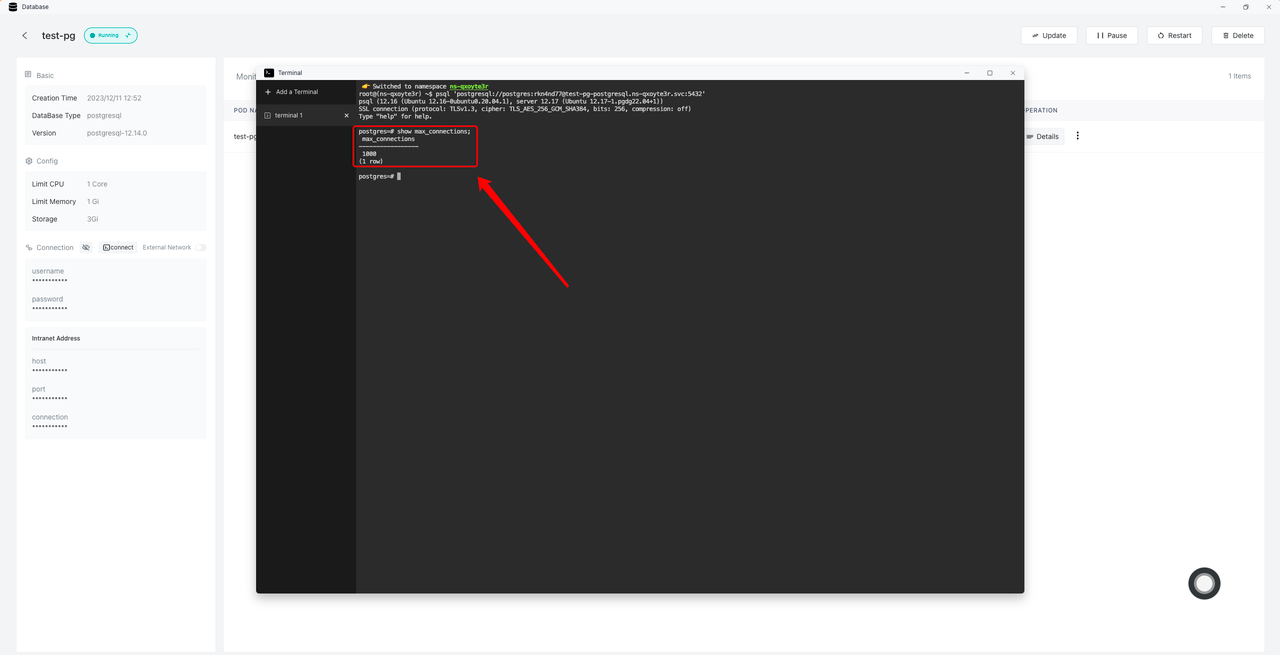 Database
test-pg
Running
Update
Pause
Restart
Delete
Basic
Creation Time 2023/12/11 12:52
DataBase Type postgresql
Version postgresql-12.14.0
Config
Limit CPU 1 Core
Limit Memory 1 Gi
Storage 3Gi
Connection connect External Network
username
***********
password
***********
Intranet Address
host
***********
port
***********
connection
***********
Monit
1 Items
POD NA
PERATION
test-pg
Details
Terminal
Add a Terminal
terminal 1
👉 Switched to namespace ns-qxoyte3r
root@(ns-qxoyte3r) ~$ psql 'postgresql://postgres:rkn4nd77@test-pg-postgresql.ns-qxoyte3r.svc:5432'
psql (12.16 (Ubuntu 12.16-0ubuntu0.20.04.1), server 12.17 (Ubuntu 12.17-1.pgdg22.04+1))
SSL connection (protocol: TLSv1.3, cipher: TLS_AES_256_GCM_SHA384, bits: 256, compression: off)
Type "help" for help.
postgres=# show max_connections;
max_connections
-----------------
1000
(1 row)
postgres=#